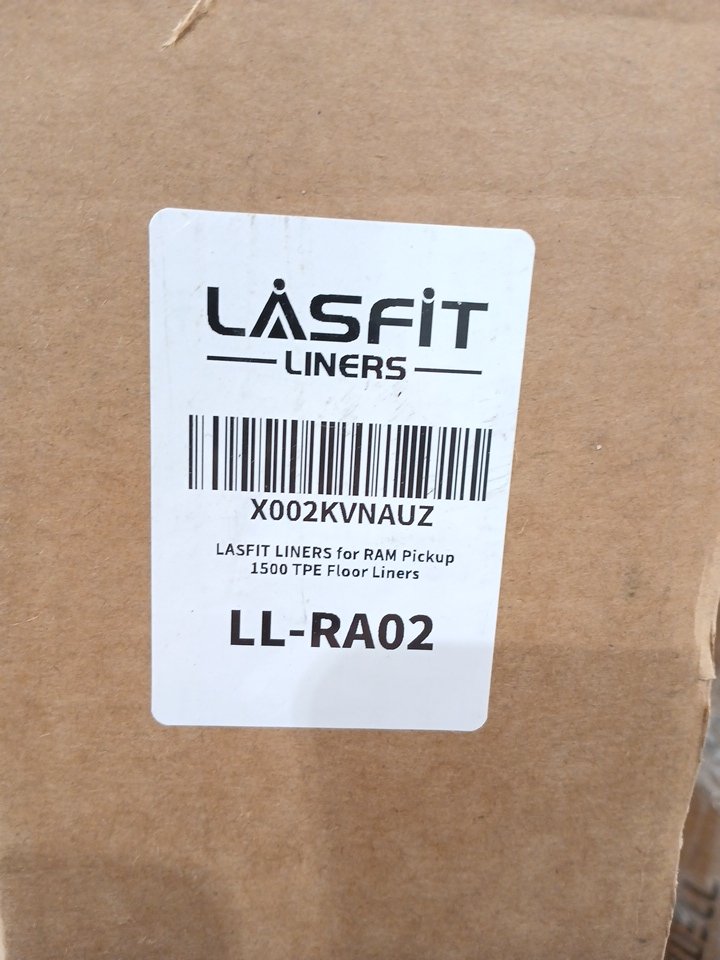 LASFIT
LINERS
X002KVNAUZ
LASFIT LINERS for RAM Pickup
1500 TPE Floor Liners
LL-RA02